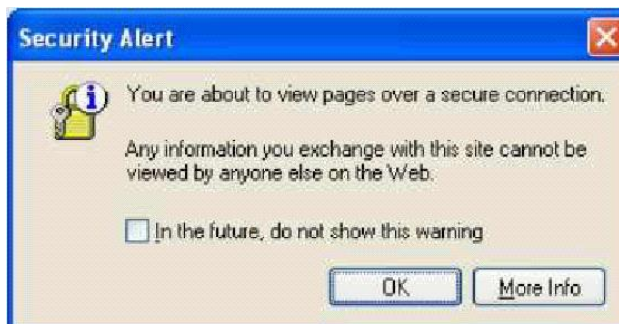 Security Alert
You are about to view pages over a secure connection.
Any information you exchange with this site cannot be
viewed by anyone else on the Web.
In the future, do not show this warning
OK
More Info